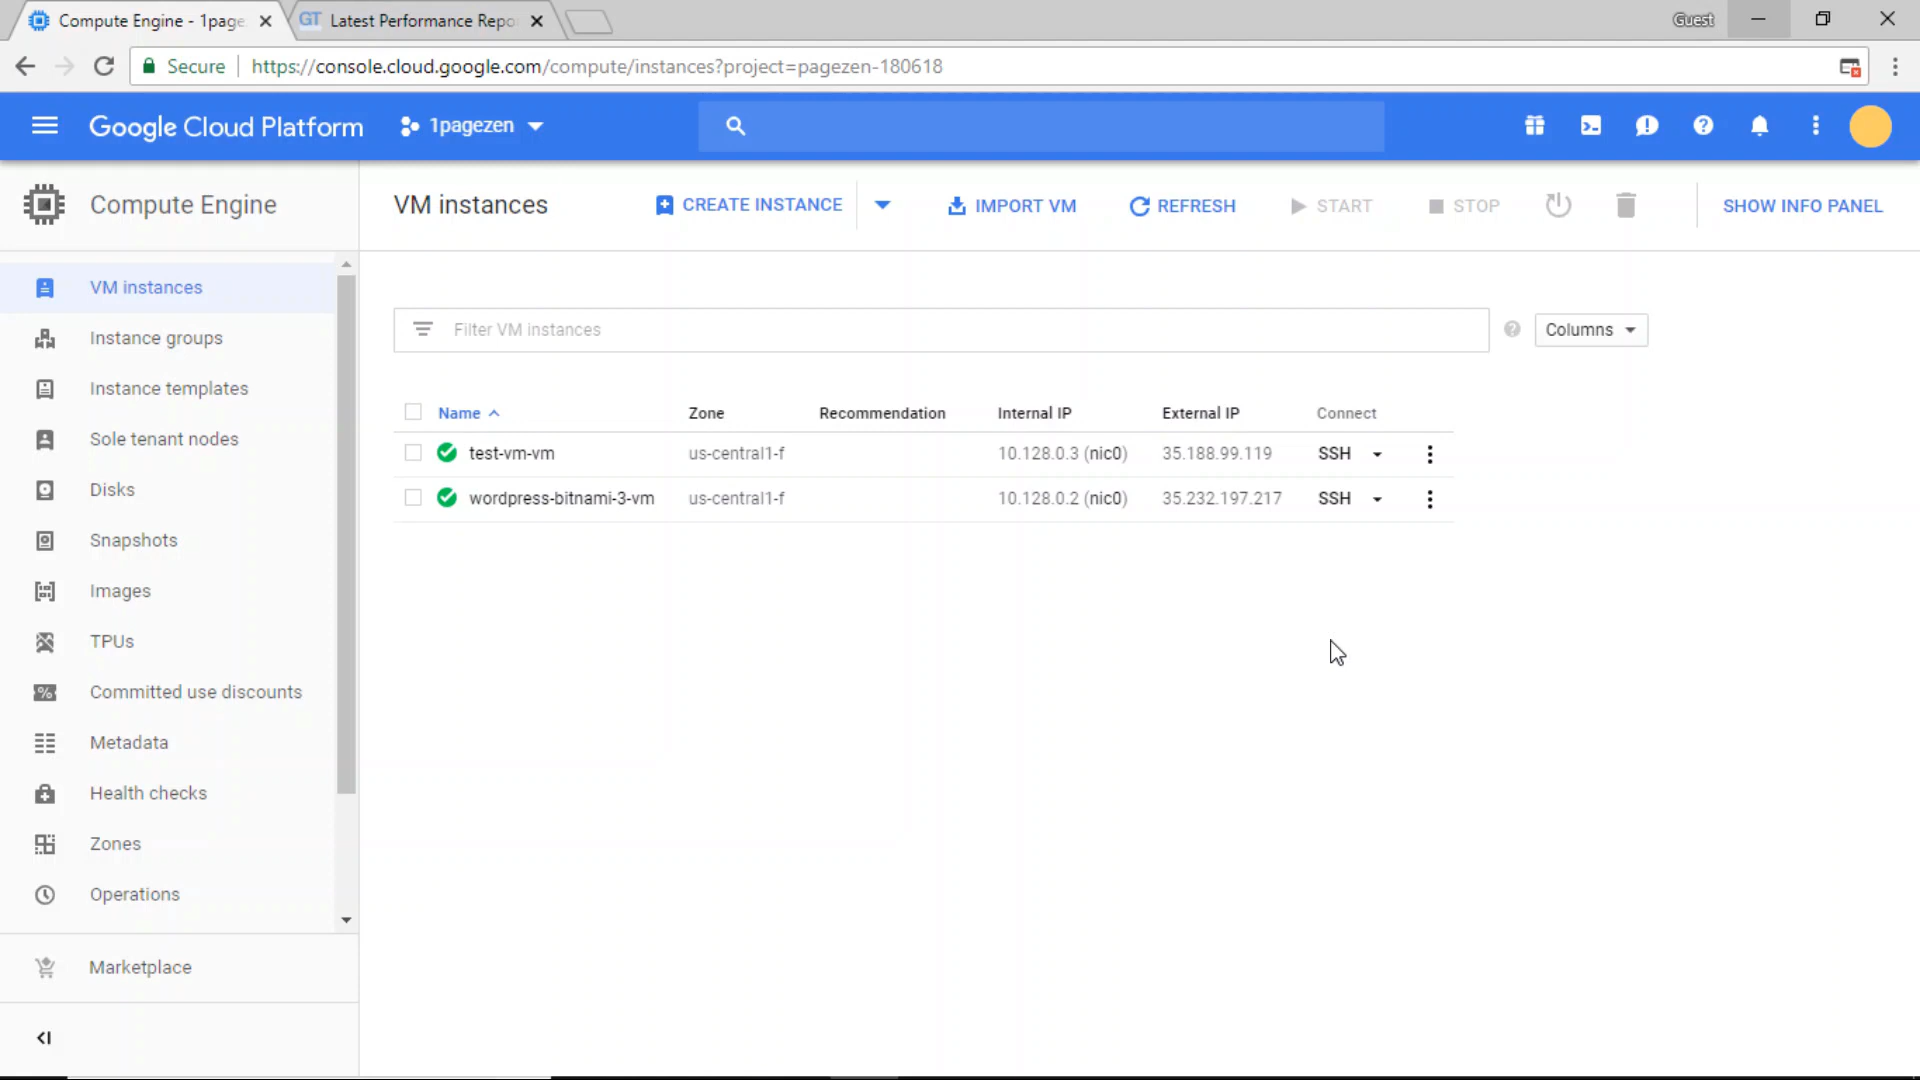 Compute Engine - 1page
GT Latest Performance Repo
Guest
Secure https://console.cloud.google.com/compute/instances?project=pagezen-180618
Google Cloud Platform 1pagezen
Compute Engine
VM instances CREATE INSTANCE IMPORT VM REFRESH START STOP SHOW INFO PANEL
VM instances
Instance groups
Instance templates
Sole tenant nodes
Disks
Snapshots
Images
TPUs
Committed use discounts
Metadata
Health checks
Zones
Operations
Marketplace
Filter VM instances Columns
Name Zone Recommendation Internal IP External IP Connect
test-vm-vm us-central1-f 10.128.0.3 (nic0) 35.188.99.119 SSH
wordpress-bitnami-3-vm us-central1-f 10.128.0.2 (nic0) 35.232.197.217 SSH